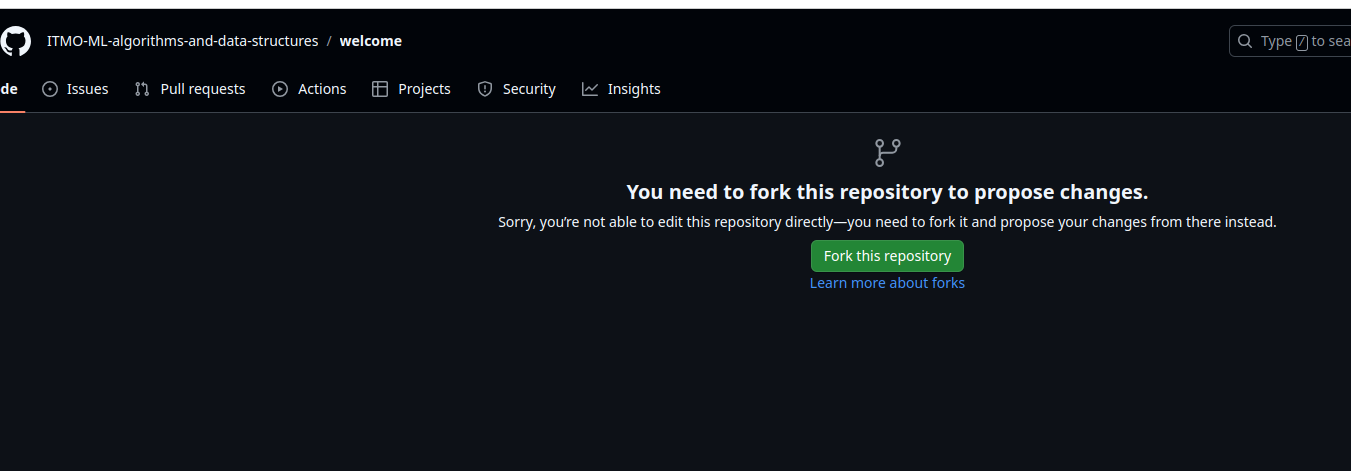 ITMO-ML-algorithms-and-data-structures / welcome
Type / to sea
de Issues Pull requests Actions Projects Security Insights
You need to fork this repository to propose changes.
Sorry, you’re not able to edit this repository directly—you need to fork it and propose your changes from there instead.
Fork this repository
Learn more about forks